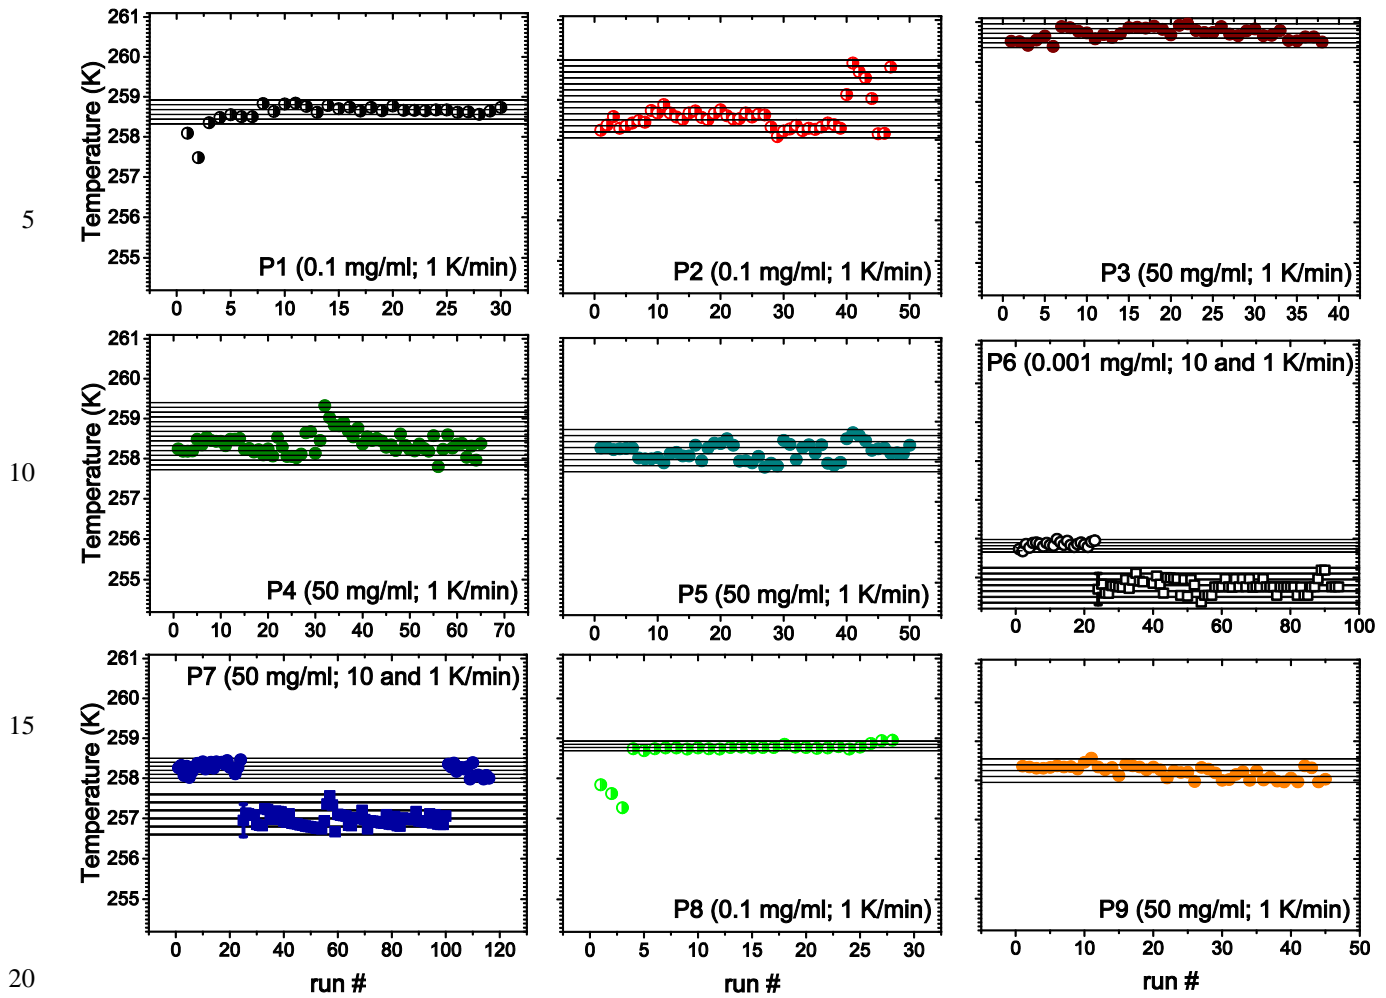 261
260
259
258
257
256
255
Temperature (K)
P1 (0.1 mg/ml; 1 K/min)
0 5 10 15 20 25 30
P2 (0.1 mg/ml; 1 K/min)
0 10 20 30 40 50
P3 (50 mg/ml; 1 K/min)
0 5 10 15 20 25 30 35 40
5
261
260
259
258
257
256
255
Temperature (K)
P4 (50 mg/ml; 1 K/min)
0 10 20 30 40 50 60 70
P5 (50 mg/ml; 1 K/min)
0 10 20 30 40 50
P6 (0.001 mg/ml; 10 and 1 K/min)
0 20 40 60 80 100
10
261
260
259
258
257
256
255
Temperature (K)
P7 (50 mg/ml; 10 and 1 K/min)
0 20 40 60 80 100 120
run #
P8 (0.1 mg/ml; 1 K/min)
0 5 10 15 20 25 30
run #
P9 (50 mg/ml; 1 K/min)
0 10 20 30 40 50
run #
15
20